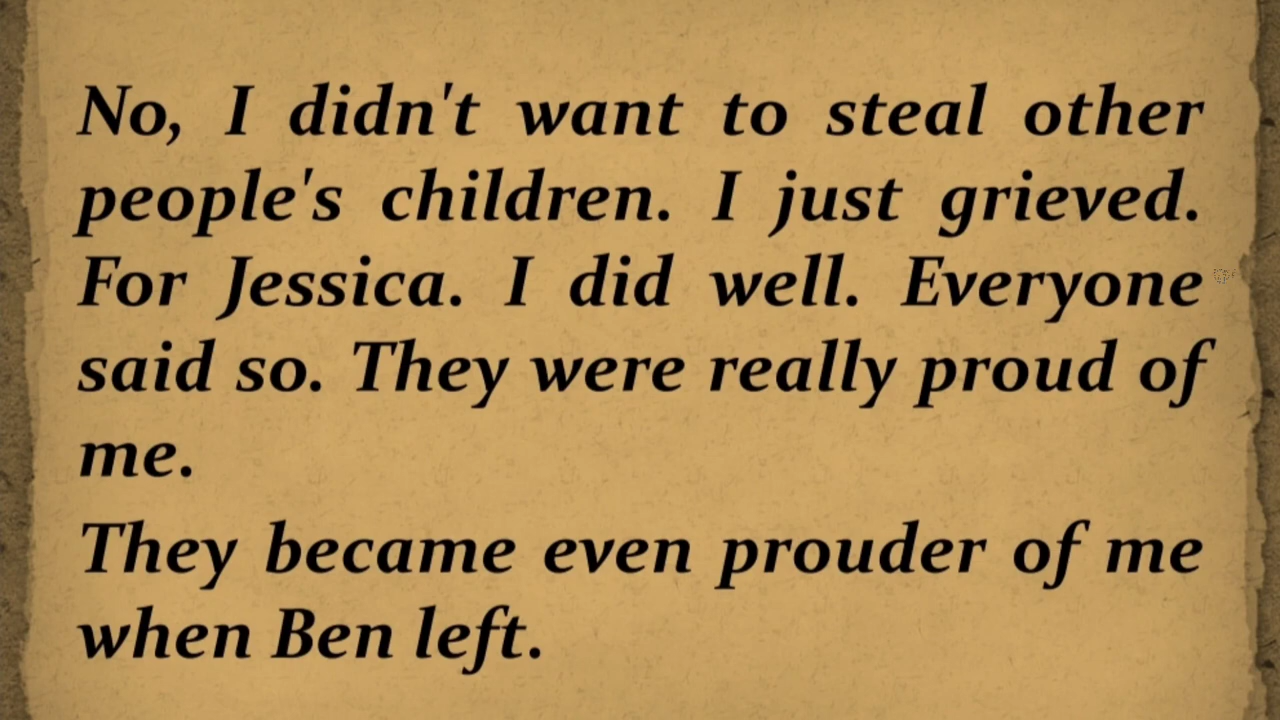 No, I didn't want to steal other
people's children. I just grieved.
For Jessica. I did well. Everyone
said so. They were really proud of
me.
They became even prouder of me
when Ben left.